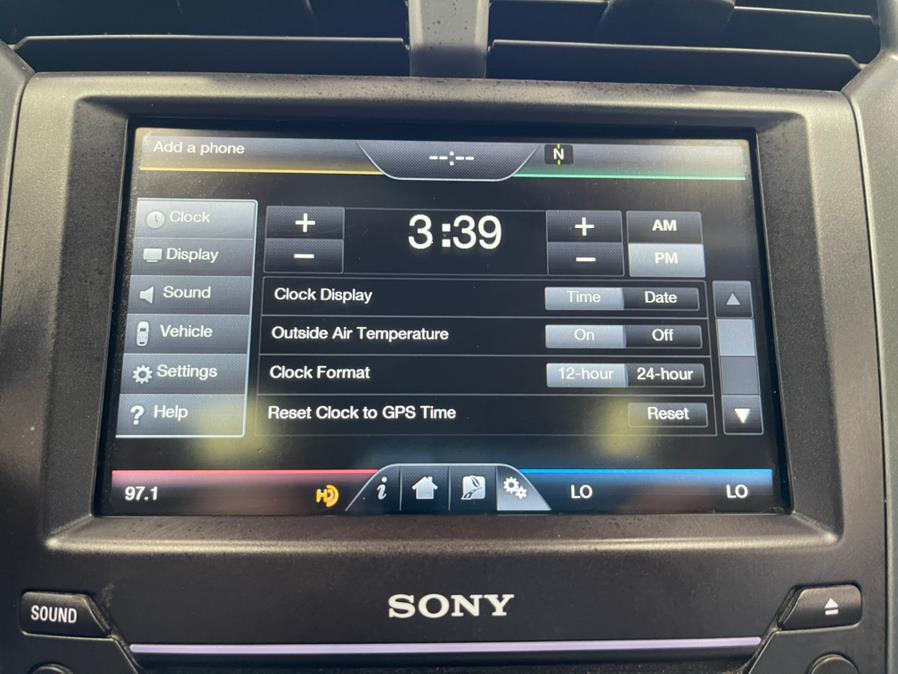 Add a phone --:-- N
Clock + 3:39 + AM
Display − − PM
Sound Clock Display Time Date
Vehicle Outside Air Temperature On Off
Settings Clock Format 12-hour 24-hour
? Help Reset Clock to GPS Time Reset
97.1 HD i LO LO
SOUND SONY